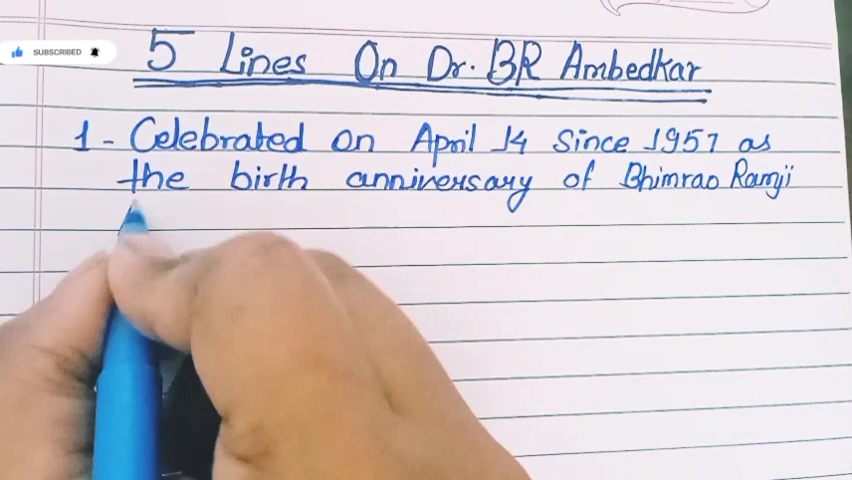 SUBSCRIBED
5 Lines On Dr. BR Ambedkar
1 - Celebrated on April 14 since 1957 as
the birth anniversary of Bhimrao Ramji